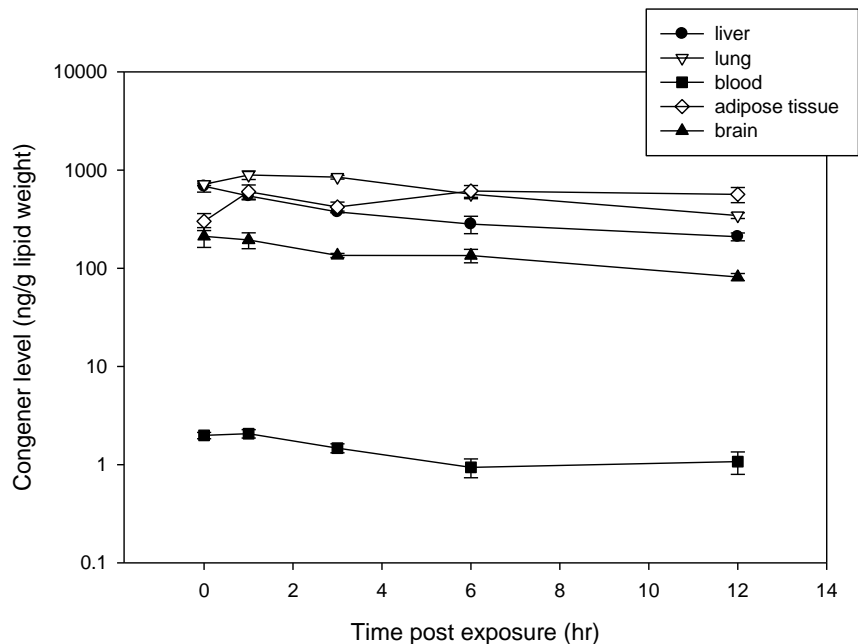 liver
lung
blood
adipose tissue
brain
10000
1000
100
10
1
0.1
Congener level (ng/g lipid weight)
0 2 4 6 8 10 12 14
Time post exposure (hr)